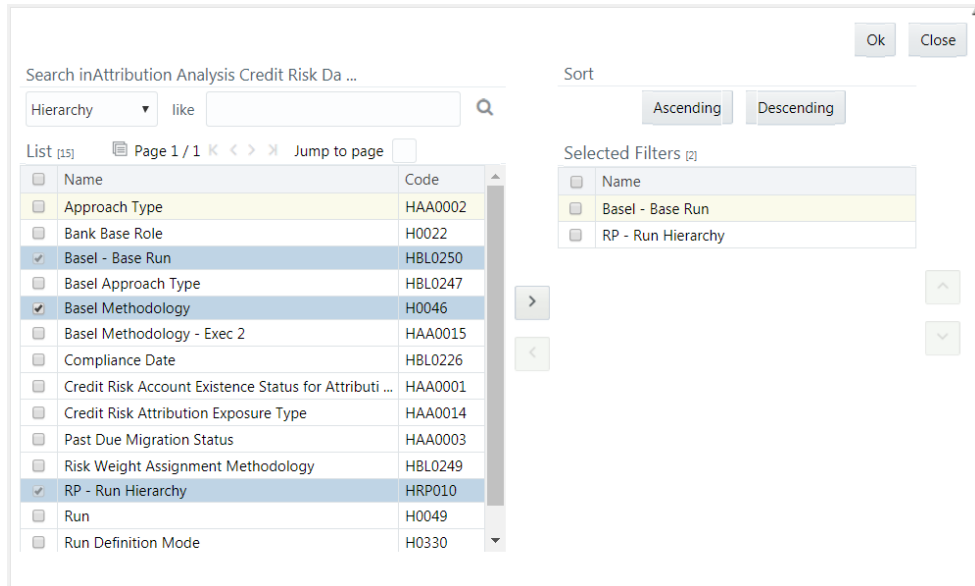 Ok Close
Search inAttribution Analysis Credit Risk Da ...
Hierarchy like
List [15] Page 1 / 1 Jump to page
Name Code
Approach Type HAA0002
Bank Base Role H0022
Basel - Base Run HBL0250
Basel Approach Type HBL0247
Basel Methodology H0046
Basel Methodology - Exec 2 HAA0015
Compliance Date HBL0226
Credit Risk Account Existence Status for Attributi ... HAA0001
Credit Risk Attribution Exposure Type HAA0014
Past Due Migration Status HAA0003
Risk Weight Assignment Methodology HBL0249
RP - Run Hierarchy HRP010
Run H0049
Run Definition Mode H0330
Sort
Ascending Descending
Selected Filters [2]
Name
Basel - Base Run
RP - Run Hierarchy